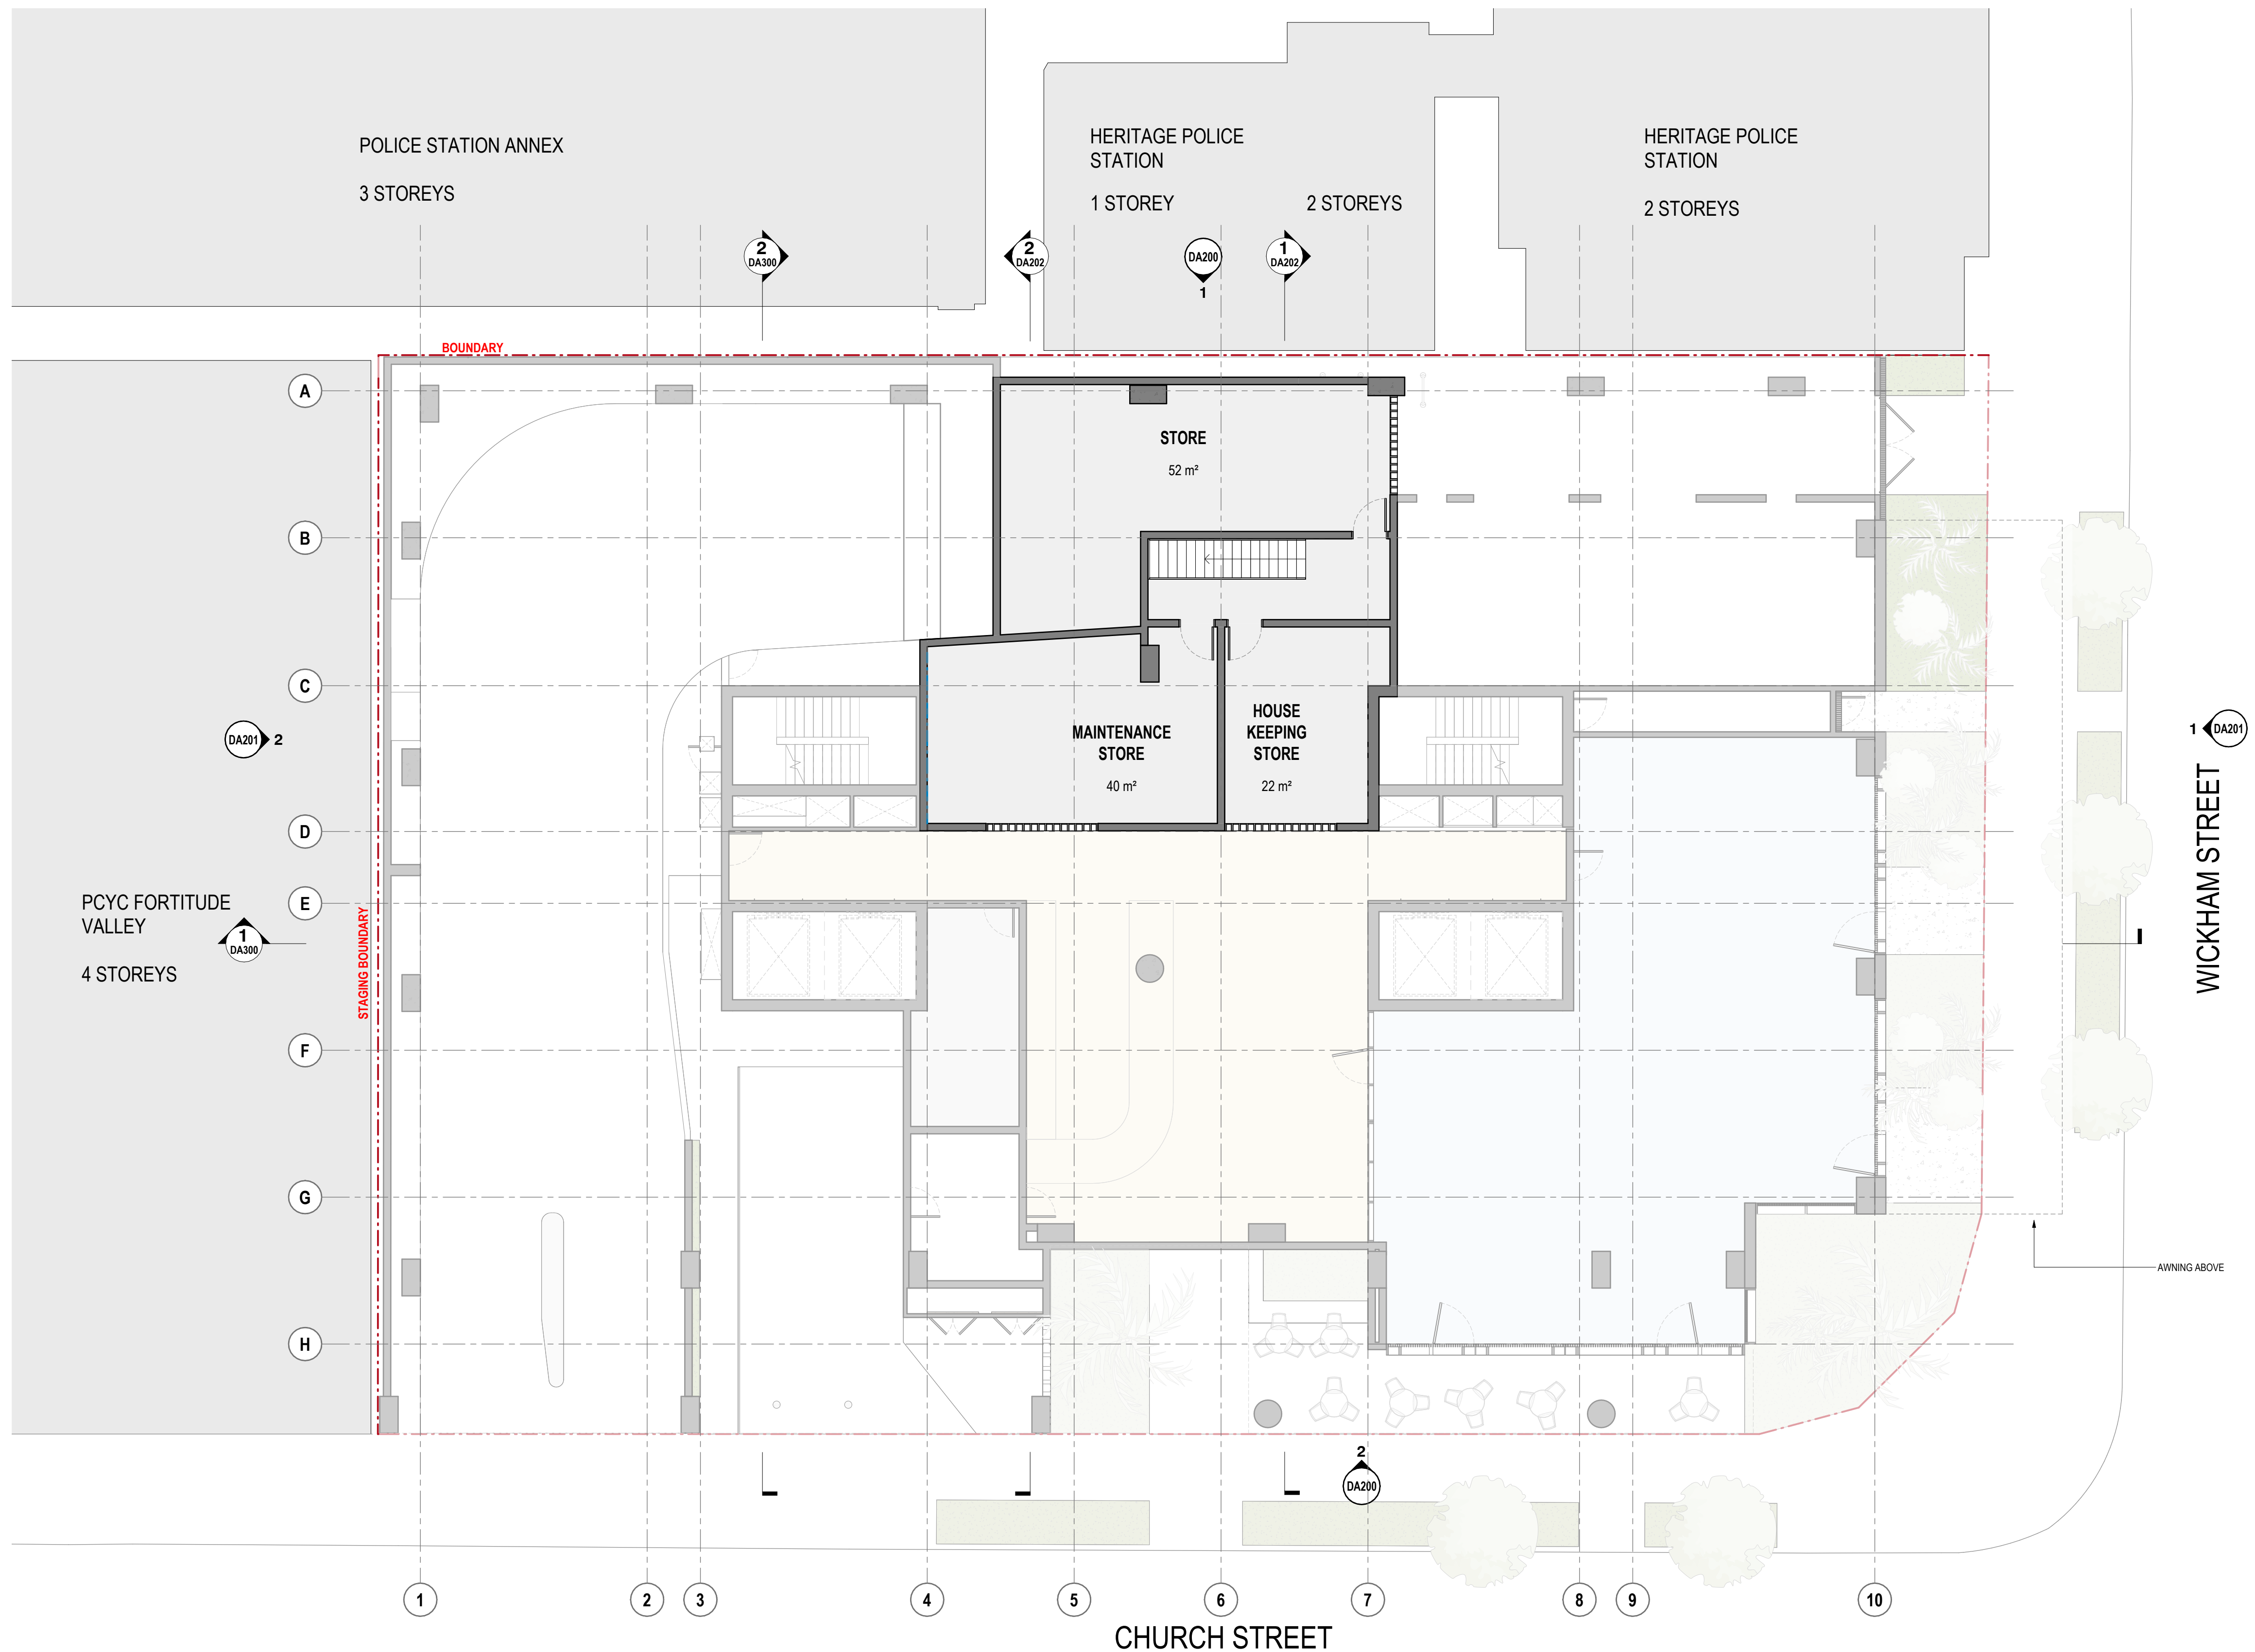 POLICE STATION ANNEX
3 STOREYS
HERITAGE POLICE
STATION
1 STOREY
2 STOREYS
HERITAGE POLICE
STATION
2 STOREYS
2
DA300
2
DA202
DA200
1
1
DA202
BOUNDARY
A
STORE
52 m²
B
C
HOUSE
KEEPING
STORE
22 m²
MAINTENANCE
STORE
40 m²
DA201
2
1
DA201
WICKHAM STREET
D
E
PCYC FORTITUDE
VALLEY
4 STOREYS
1
DA300
STAGING BOUNDARY
F
G
AWNING ABOVE
H
2
DA200
1
2
3
4
5
6
7
8
9
10
CHURCH STREET